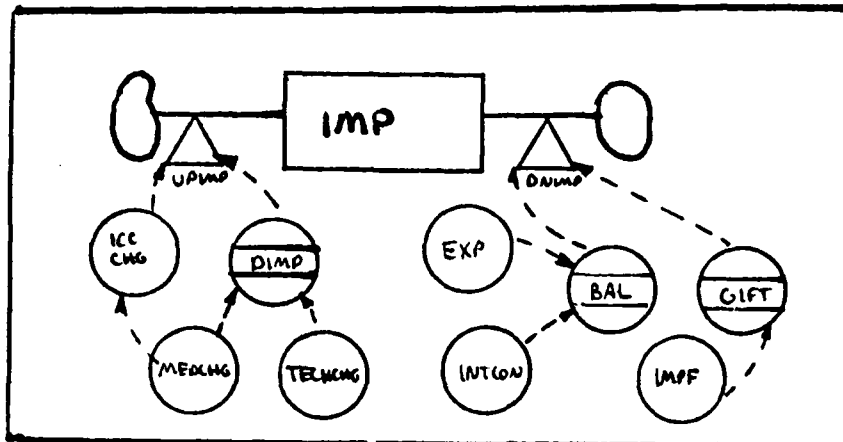 IMP
UPIMP
DNIMP
ICC
CHG
DIMP
EXP
BAL
GIFT
MEDCHG
TECHCHG
INTCON
IMPF